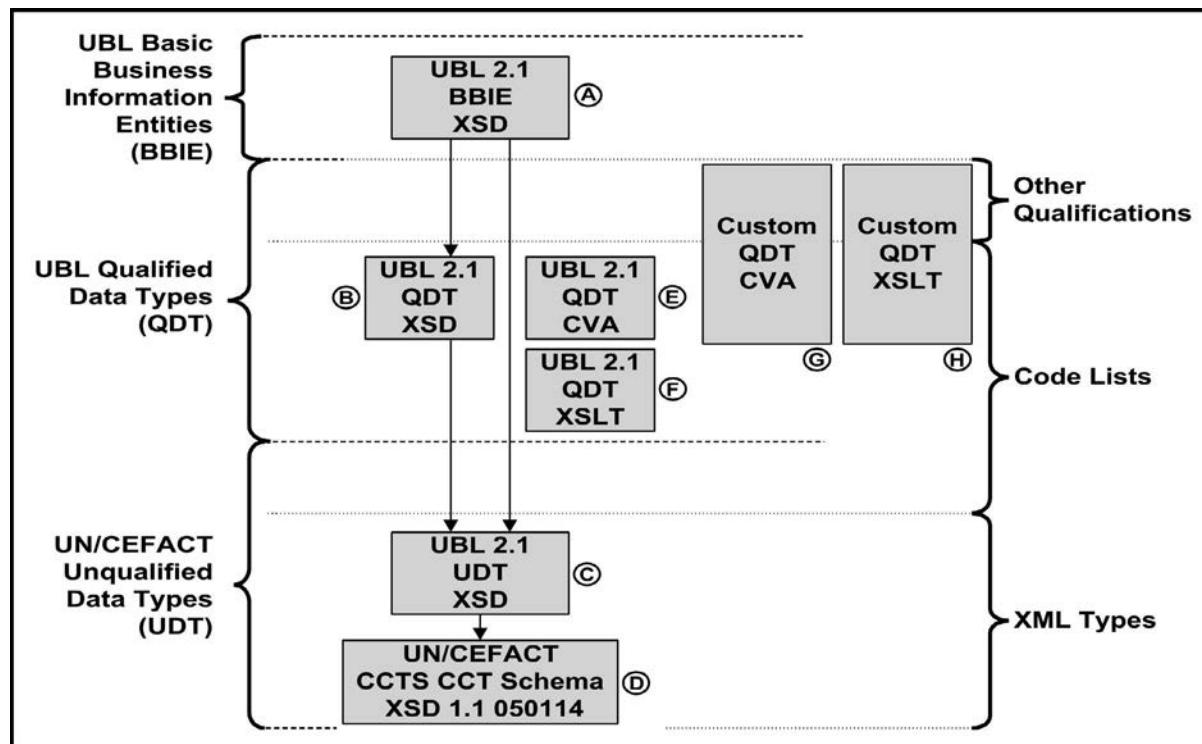 UBL Basic
Business
Information
Entities
(BBIE)
UBL 2.1
BBIE
XSD
A
UBL Qualified
Data Types
(QDT)
B
UBL 2.1
QDT
XSD
UBL 2.1
QDT
CVA
E
UBL 2.1
QDT
XSLT
F
Custom
QDT
CVA
G
Custom
QDT
XSLT
H
Other
Qualifications
Code Lists
UN/CEFACT
Unqualified
Data Types
(UDT)
UBL 2.1
UDT
XSD
C
UN/CEFACT
CCTS CCT Schema
XSD 1.1 050114
D
XML Types